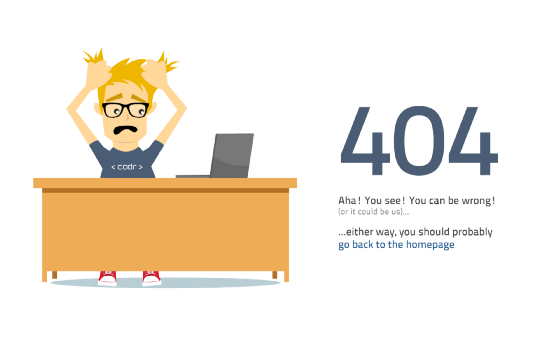 < codr >
404
Aha! You see! You can be wrong!
(or it could be us)...
...either way, you should probably
go back to the homepage